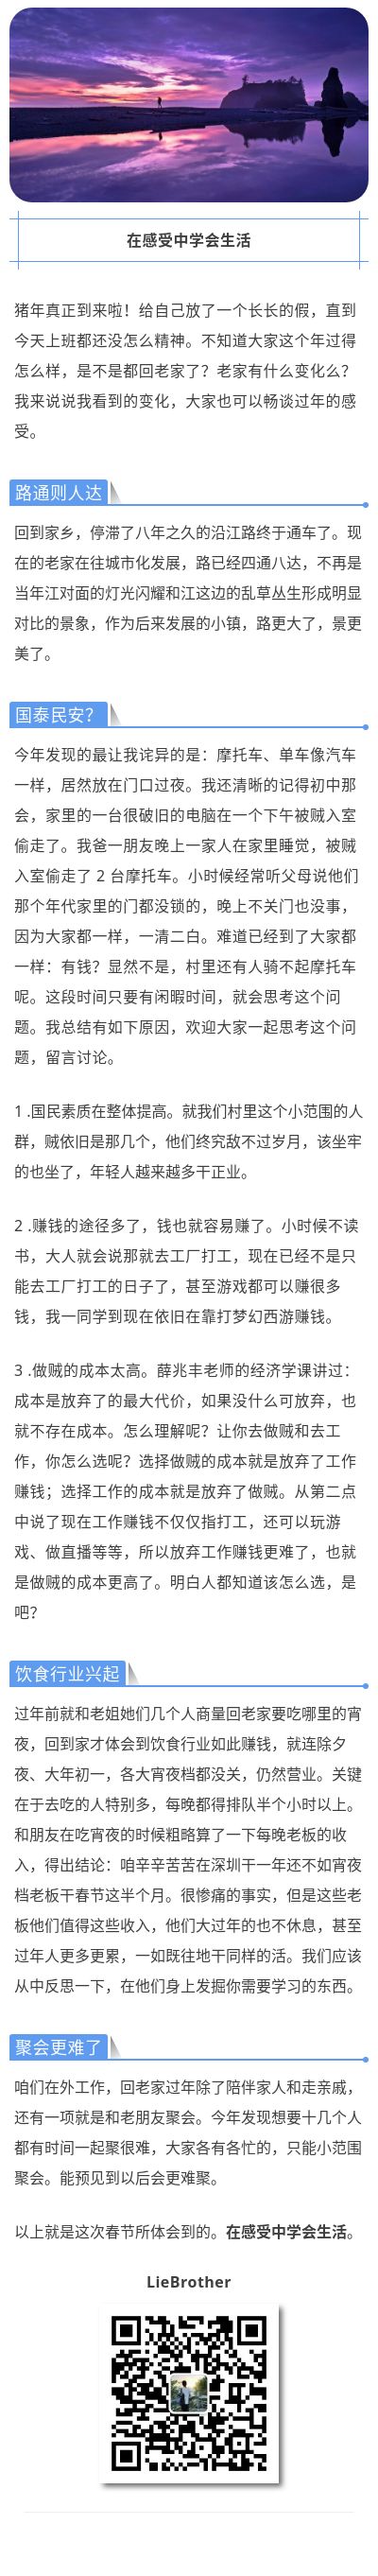 在感受中学会生活
猪年真正到来啦！给自己放了一个长长的假，直到
今天上班都还没怎么精神。不知道大家这个年过得
怎么样，是不是都回老家了？老家有什么变化么？
我来说说我看到的变化，大家也可以畅谈过年的感
受。
路通则人达
回到家乡，停滞了八年之久的沿江路终于通车了。现
在的老家在往城市化发展，路已经四通八达，不再是
当年江对面的灯光闪耀和江这边的乱草丛生形成明显
对比的景象，作为后来发展的小镇，路更大了，景更
美了。
国泰民安？
今年发现的最让我诧异的是：摩托车、单车像汽车
一样，居然放在门口过夜。我还清晰的记得初中那
会，家里的一台很破旧的电脑在一个下午被贼入室
偷走了。我爸一朋友晚上一家人在家里睡觉，被贼
入室偷走了 2 台摩托车。小时候经常听父母说他们
那个年代家里的门都没锁的，晚上不关门也没事，
因为大家都一样，一清二白。难道已经到了大家都
一样：有钱？显然不是，村里还有人骑不起摩托车
呢。这段时间只要有闲暇时间，就会思考这个问
题。我总结有如下原因，欢迎大家一起思考这个问
题，留言讨论。
1 .国民素质在整体提高。就我们村里这个小范围的人
群，贼依旧是那几个，他们终究敌不过岁月，该坐牢
的也坐了，年轻人越来越多干正业。
2 .赚钱的途径多了，钱也就容易赚了。小时候不读
书，大人就会说那就去工厂打工，现在已经不是只
能去工厂打工的日子了，甚至游戏都可以赚很多
钱，我一同学到现在依旧在靠打梦幻西游赚钱。
3 .做贼的成本太高。薛兆丰老师的经济学课讲过：
成本是放弃了的最大代价，如果没什么可放弃，也
就不存在成本。怎么理解呢？让你去做贼和去工
作，你怎么选呢？选择做贼的成本就是放弃了工作
赚钱；选择工作的成本就是放弃了做贼。从第二点
中说了现在工作赚钱不仅仅指打工，还可以玩游
戏、做直播等等，所以放弃工作赚钱更难了，也就
是做贼的成本更高了。明白人都知道该怎么选，是
吧？
饮食行业兴起
过年前就和老姐她们几个人商量回老家要吃哪里的宵
夜，回到家才体会到饮食行业如此赚钱，就连除夕
夜、大年初一，各大宵夜档都没关，仍然营业。关键
在于去吃的人特别多，每晚都得排队半个小时以上。
和朋友在吃宵夜的时候粗略算了一下每晚老板的收
入，得出结论：咱辛辛苦苦在深圳干一年还不如宵夜
档老板干春节这半个月。很惨痛的事实，但是这些老
板他们值得这些收入，他们大过年的也不休息，甚至
过年人更多更累，一如既往地干同样的活。我们应该
从中反思一下，在他们身上发掘你需要学习的东西。
聚会更难了
咱们在外工作，回老家过年除了陪伴家人和走亲戚，
还有一项就是和老朋友聚会。今年发现想要十几个人
都有时间一起聚很难，大家各有各忙的，只能小范围
聚会。能预见到以后会更难聚。
以上就是这次春节所体会到的。在感受中学会生活。
LieBrother